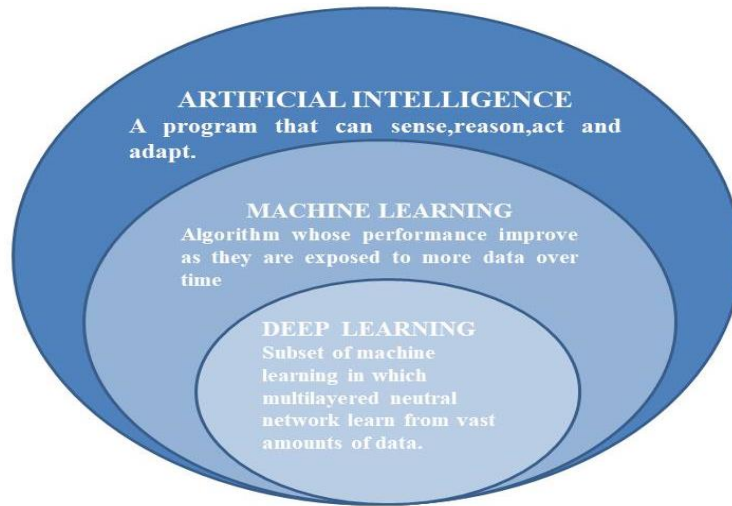 ARTIFICIAL INTELLIGENCE
A program that can sense,reason,act and
adapt.
MACHINE LEARNING
Algorithm whose performance improve
as they are exposed to more data over
time
DEEP LEARNING
Subset of machine
learning in which
multilayered neutral
network learn from vast
amounts of data.